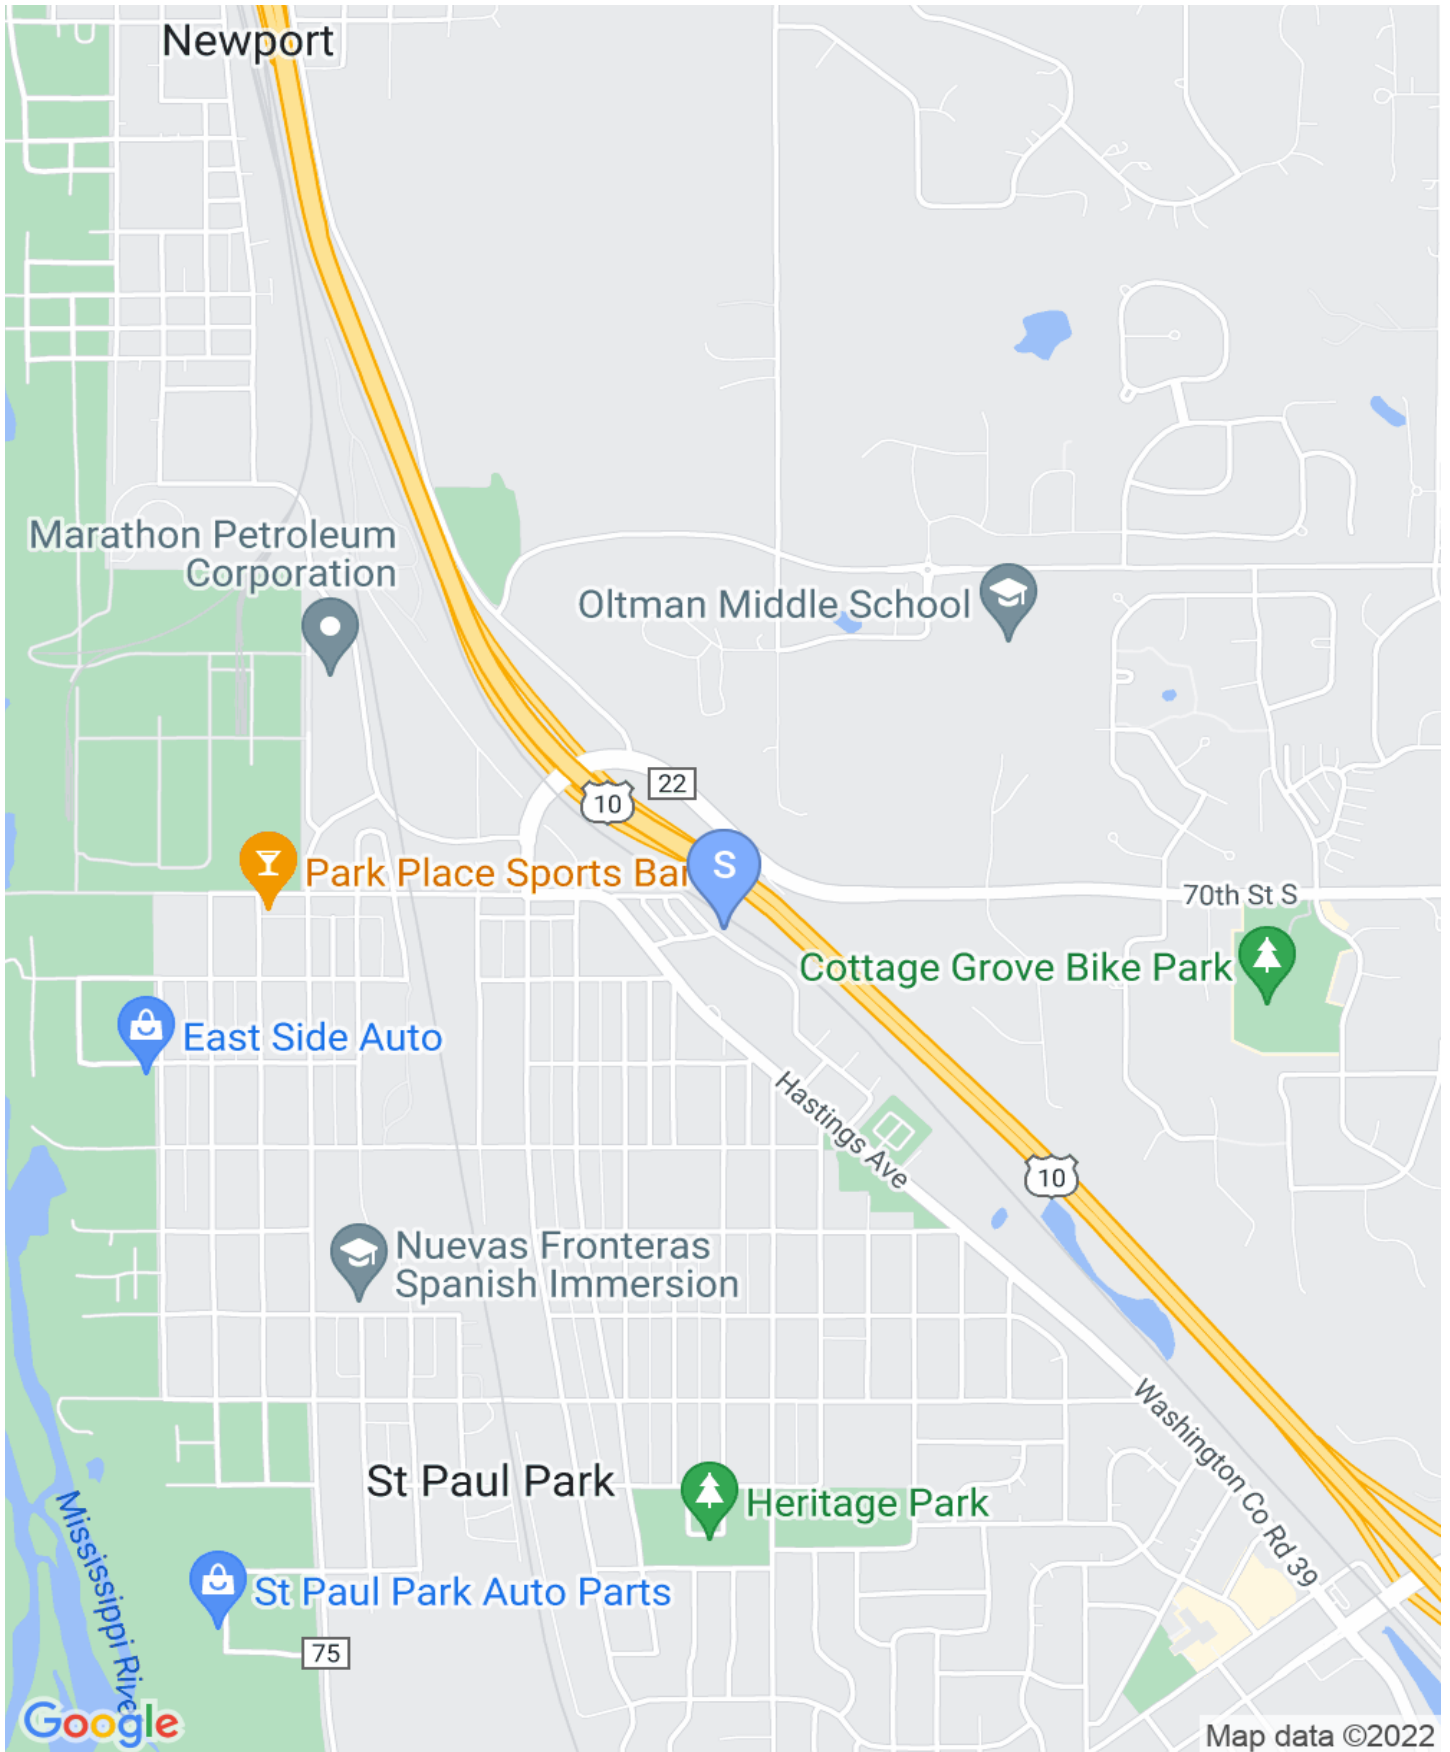 Newport
Marathon Petroleum
Corporation
Oltman Middle School
22
10
S
Park Place Sports Bar
70th St S
Cottage Grove Bike Park
East Side Auto
Hastings Ave
10
Nuevas Fronteras
Spanish Immersion
Washington Co Rd 39
St Paul Park
Heritage Park
Mississippi River
St Paul Park Auto Parts
75
Google
Map data ©2022